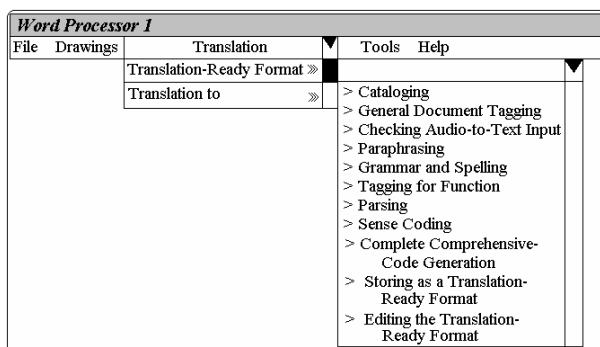 Word Processor 1
File Drawings Translation Tools Help
Translation-Ready Format »
Translation to »
> Cataloging
> General Document Tagging
> Checking Audio-to-Text Input
> Paraphrasing
> Grammar and Spelling
> Tagging for Function
> Parsing
> Sense Coding
> Complete Comprehensive-
Code Generation
> Storing as a Translation-
Ready Format
> Editing the Translation-
Ready Format